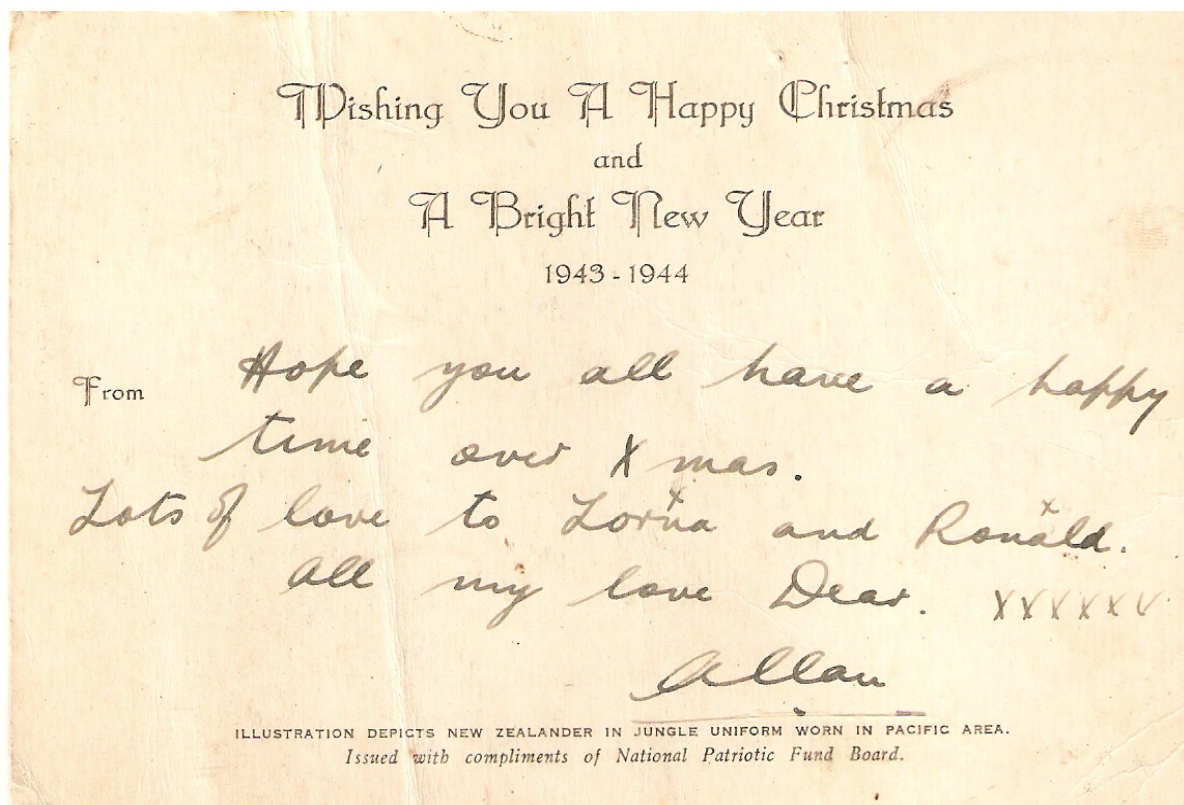 Wishing You A Happy Christmas
and
A Bright New Year
1943 - 1944
From
Hope you all have a happy
time over Xmas.
Lots of love to Lorna and Ronald.
x x
All my love Dear. xxxxxx
Allan
ILLUSTRATION DEPICTS NEW ZEALANDER IN JUNGLE UNIFORM WORN IN PACIFIC AREA.
Issued with compliments of National Patriotic Fund Board.